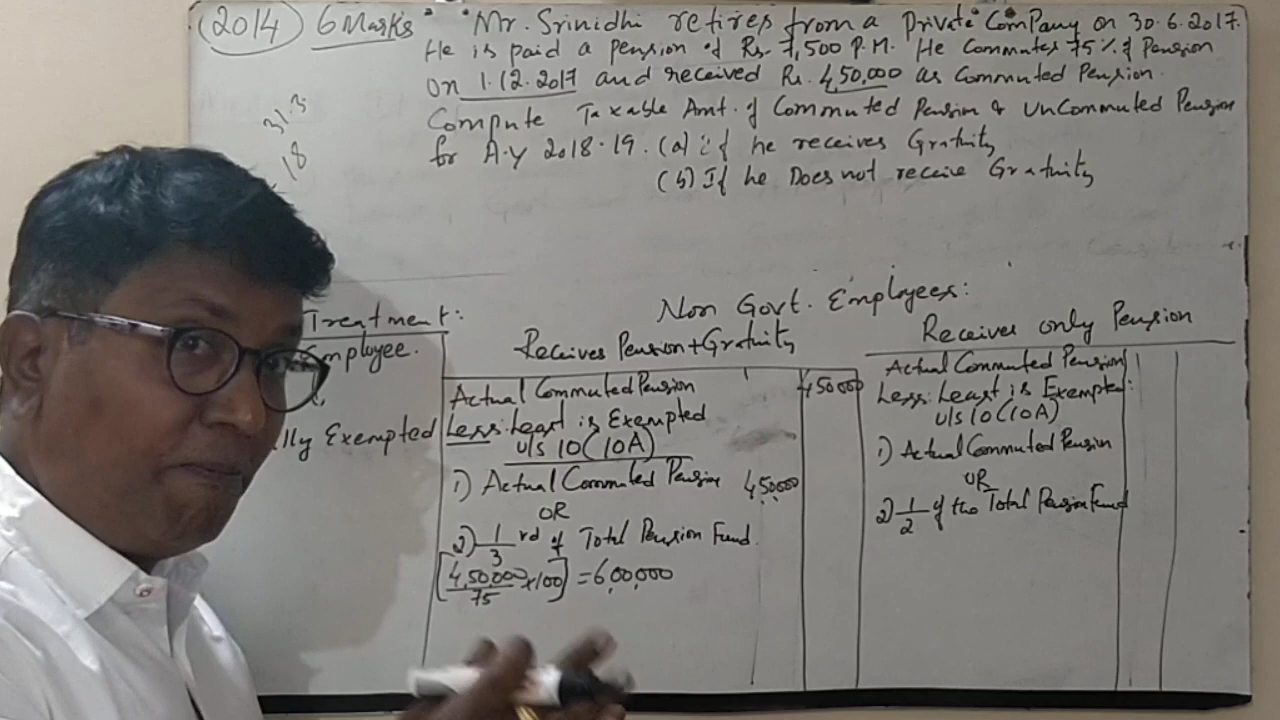 2014 6 Marks "Mr. Srinidhi retires from a Private Company on 30.6.2017.
He is paid a pension of Rs. 7,500 P.M. He Commutes 75% of Pension
on 1.12.2017 and received Rs. 4,50,000 as Commuted Pension.
Compute Taxable Amt. of Commuted Pension & UnCommuted Pension
for A.Y 2018-19. (a) if he receives Gratuity
(b) If he Does not receive Gratuity
31.3
18
Treatment:
Employee.
lly Exempted
Non Govt. Employees:
Receives Pension + Gratuity
Actual Commuted Pension 450000
Less: Least is Exempted
U/s 10(10A)
1) Actual Commuted Pension 450000
OR
2) 1/3 rd of Total Pension Fund.
[4,50,000/75 × 100] = 6,00,000
Receives only Pension
Actual Commuted Pension
Less: Least is Exempted:
U/s 10(10A)
1) Actual Commuted Pension
OR
2) 1/2 of the Total Pension Fund